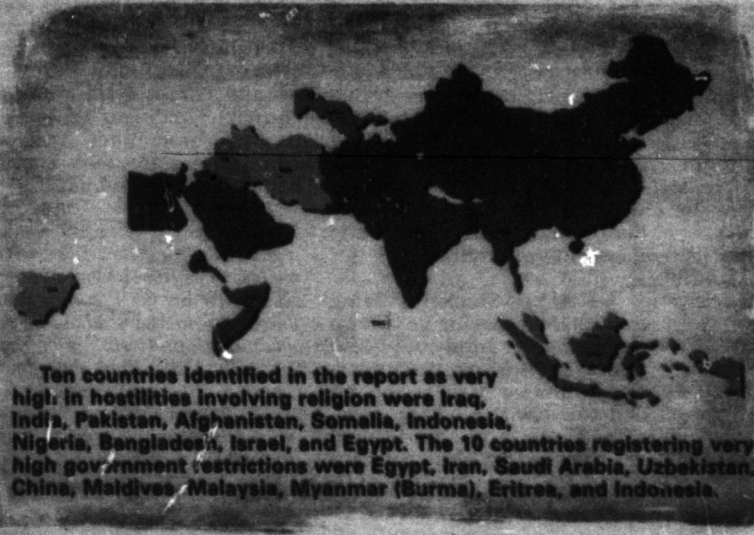 Ten countries identified in the report as very
high in hostilities involving religion were Iraq,
India, Pakistan, Afghanistan, Somalia, Indonesia,
Nigeria, Bangladesh, Israel, and Egypt. The 10 countries registering very
high government restrictions were Egypt, Iran, Saudi Arabia, Uzbekistan
China, Maldives, Malaysia, Myanmar (Burma), Eritrea, and Indonesia.